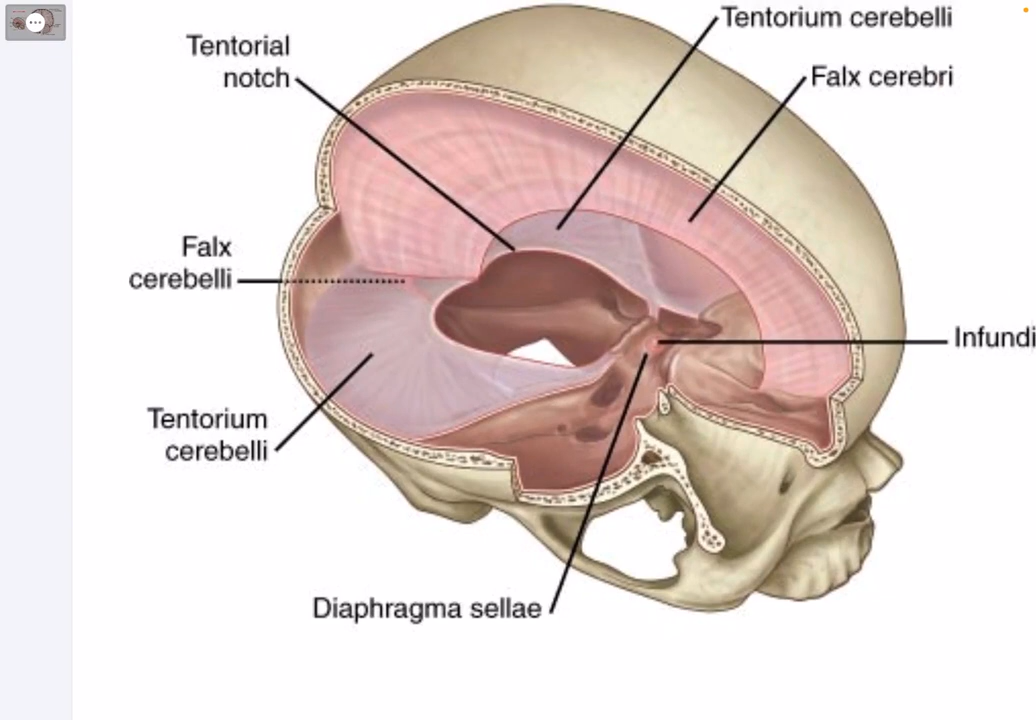 Tentorium cerebelli
Tentorial
notch
Falx cerebri
Falx
cerebelli
Infundi
Tentorium
cerebelli
Diaphragma sellae